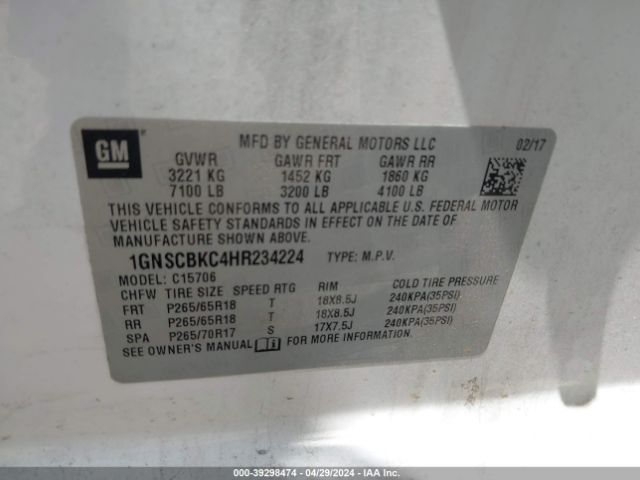 GM
MFD BY GENERAL MOTORS LLC 02/17
GVWR GAWR FRT GAWR RR
3221 KG 1452 KG 1860 KG
7100 LB 3200 LB 4100 LB
THIS VEHICLE CONFORMS TO ALL APPLICABLE U.S. FEDERAL MOTOR
VEHICLE SAFETY STANDARDS IN EFFECT ON THE DATE OF
MANUFACTURE SHOWN ABOVE.
1GNSCBKC4HR234224 TYPE: M.P.V.
MODEL: C15706
CHFW TIRE SIZE SPEED RTG RIM COLD TIRE PRESSURE
FRT P265/65R18 T 18X8.5J 240KPA(35PSI)
RR P265/65R18 T 18X8.5J 240KPA(35PSI)
SPA P265/70R17 S 17X7.5J 240KPA(35PSI)
SEE OWNER'S MANUAL FOR MORE INFORMATION.
000-39298474 - 04/29/2024 - IAA Inc.